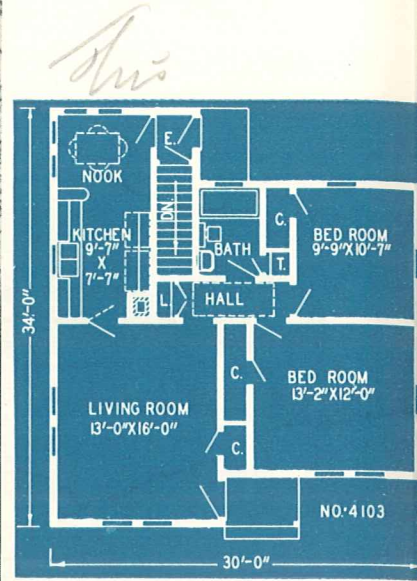 This
E.
NOOK
DN.
C.
KITCHEN
9'-7"
X
7'-7"
BATH
BED ROOM
9'-9"X10'-7"
T.
L.
HALL
34'-0"
C.
BED ROOM
13'-2"X12'-0"
LIVING ROOM
13'-0"X16'-0"
C.
NO. 4103
30'-0"